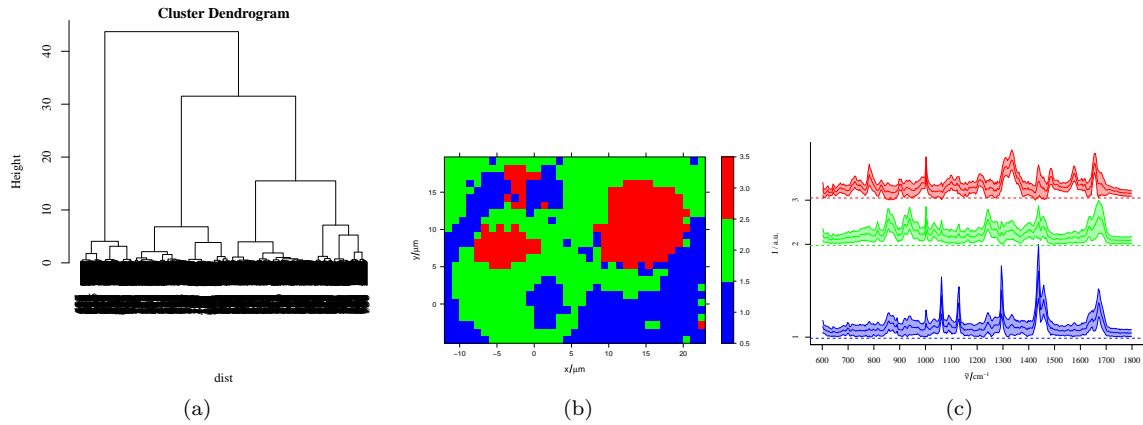 Cluster Dendrogram
Height
40
30
20
10
0
dist
(a)
15
10
5
0
y/μm
−10 −5 0 5 10 15 20
x/μm
3.5
3.0
2.5
2.0
1.5
1.0
0.5
(b)
I / a.u.
3
2
1
600 700 800 900 1000 1100 1200 1300 1400 1500 1600 1700 1800
ṽ/cm⁻¹
(c)